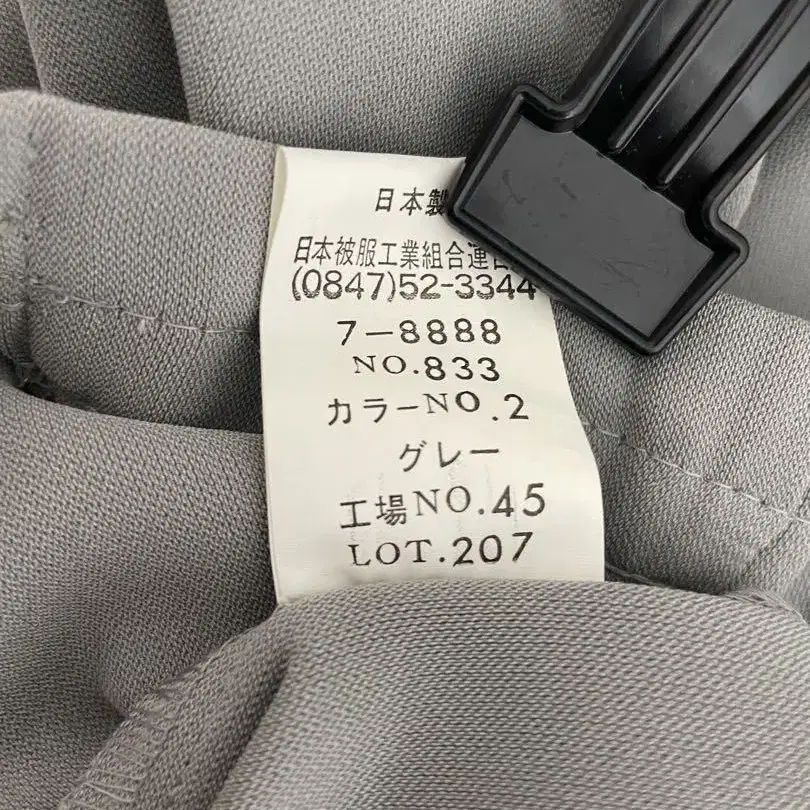 日本製
日本被服工業組合連
(0847)52-3344
7-8888
NO.833
カラーNO.2
グレー
工場NO.45
LOT.207